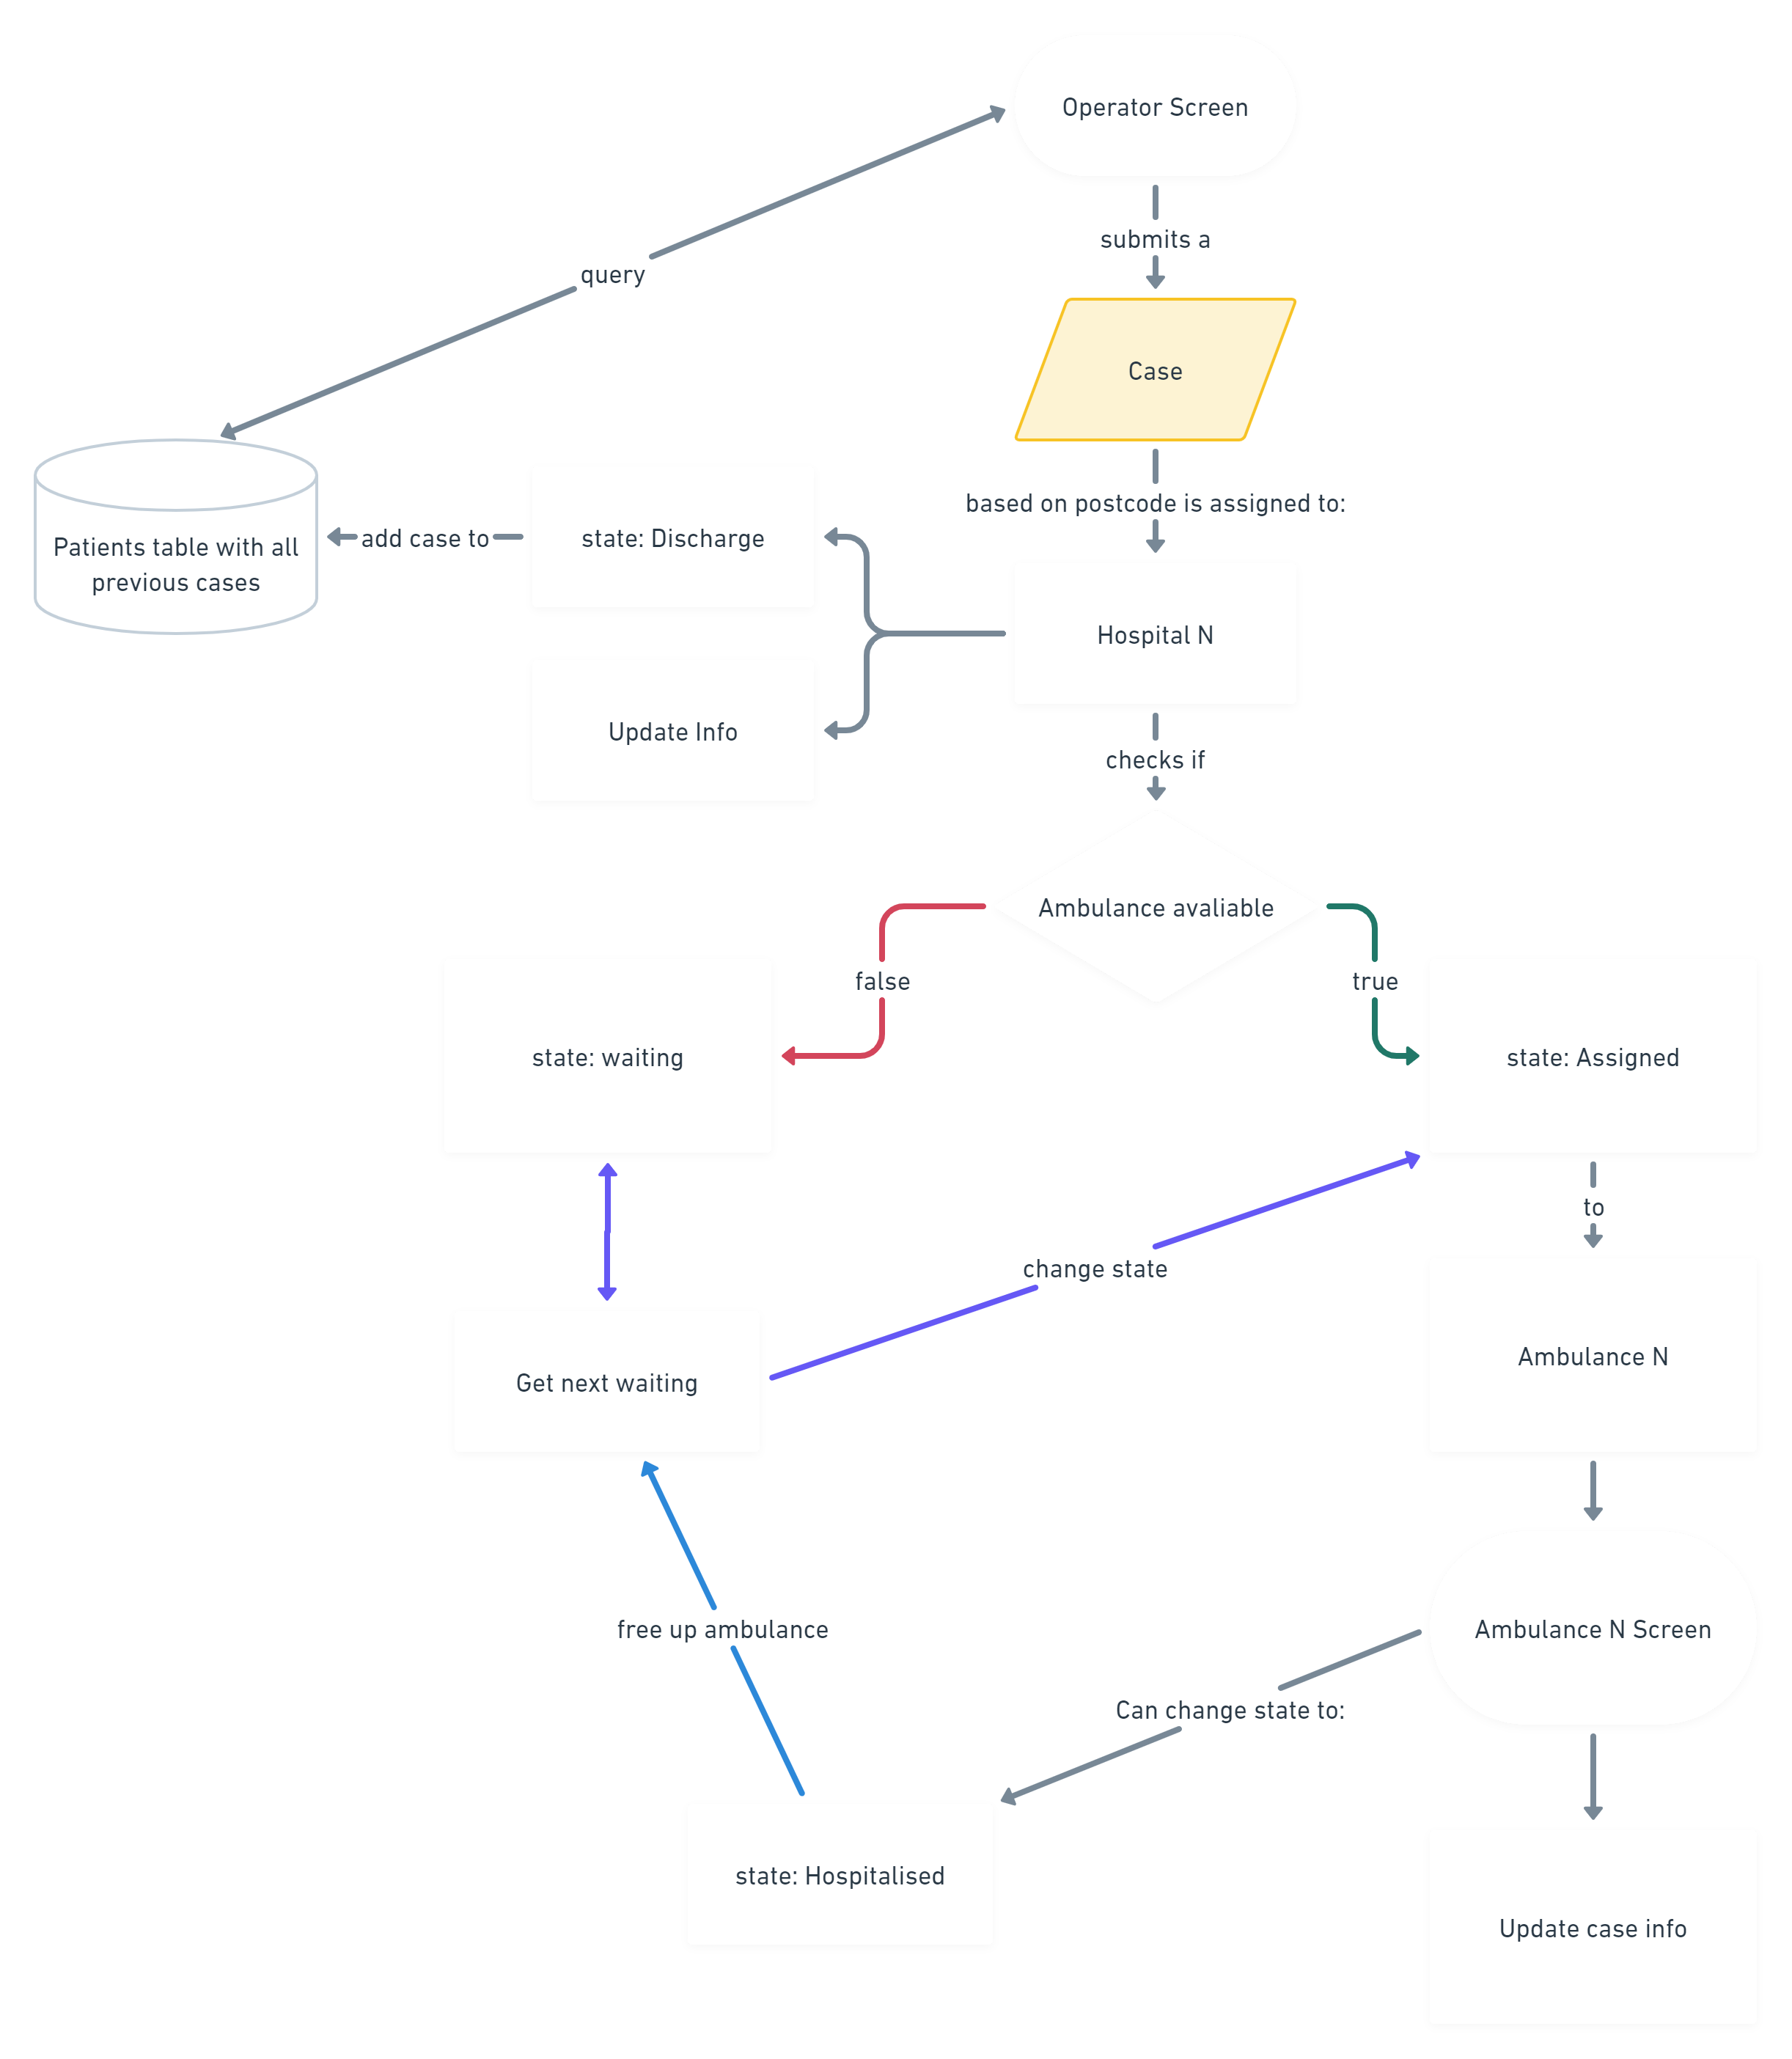 Operator Screen
submits a
query
Case
based on postcode is assigned to:
Patients table with all
previous cases
add case to
state: Discharge
Hospital N
Update Info
checks if
Ambulance avaliable
false
true
state: waiting
state: Assigned
to
change state
Ambulance N
Get next waiting
free up ambulance
Ambulance N Screen
Can change state to:
state: Hospitalised
Update case info